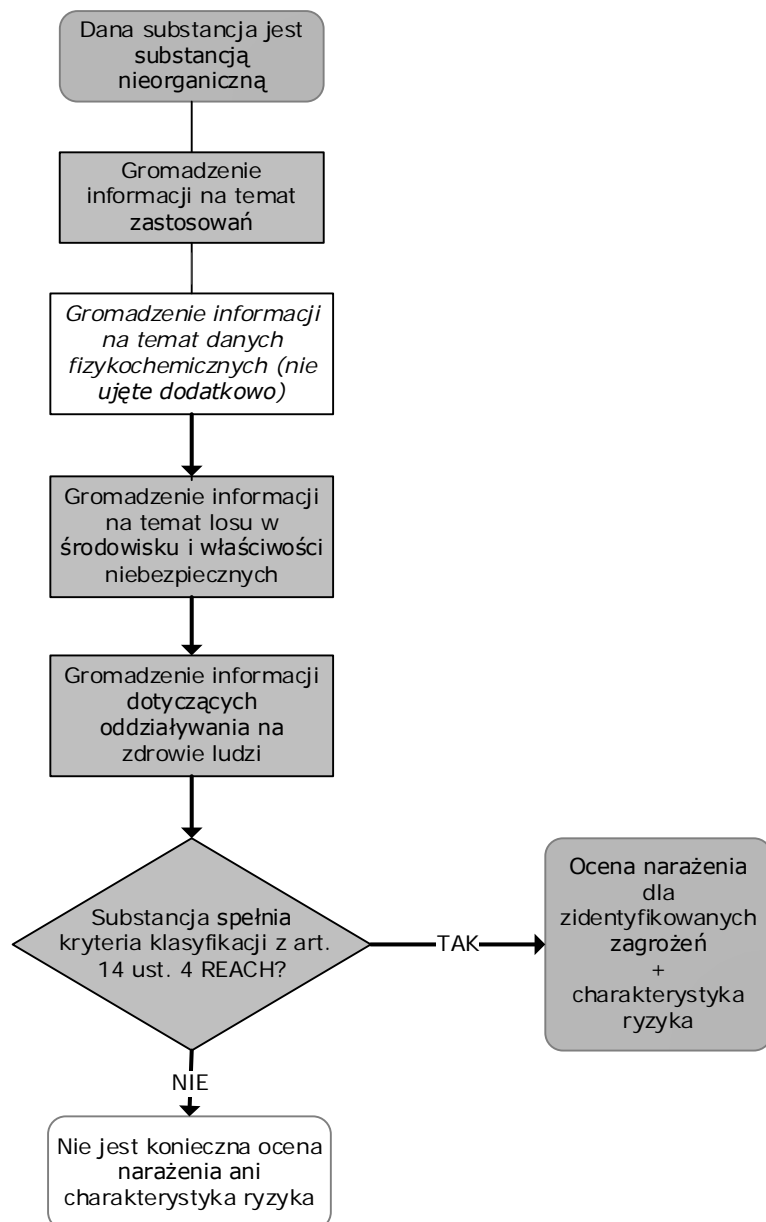 Dana substancja jest
substancją
nieorganiczną
Gromadzenie
informacji na temat
zastosowań
Gromadzenie informacji
na temat danych
fizykochemicznych (nie
ujęte dodatkowo)
Gromadzenie informacji
na temat losu w
środowisku i właściwości
niebezpiecznych
Gromadzenie informacji
dotyczących
oddziaływania na
zdrowie ludzi
Substancja spełnia
kryteria klasyfikacji z art.
14 ust. 4 REACH?
TAK
Ocena narażenia
dla
zidentyfikowanych
zagrożeń
+
charakterystyka
ryzyka
NIE
Nie jest konieczna ocena
narażenia ani
charakterystyka ryzyka